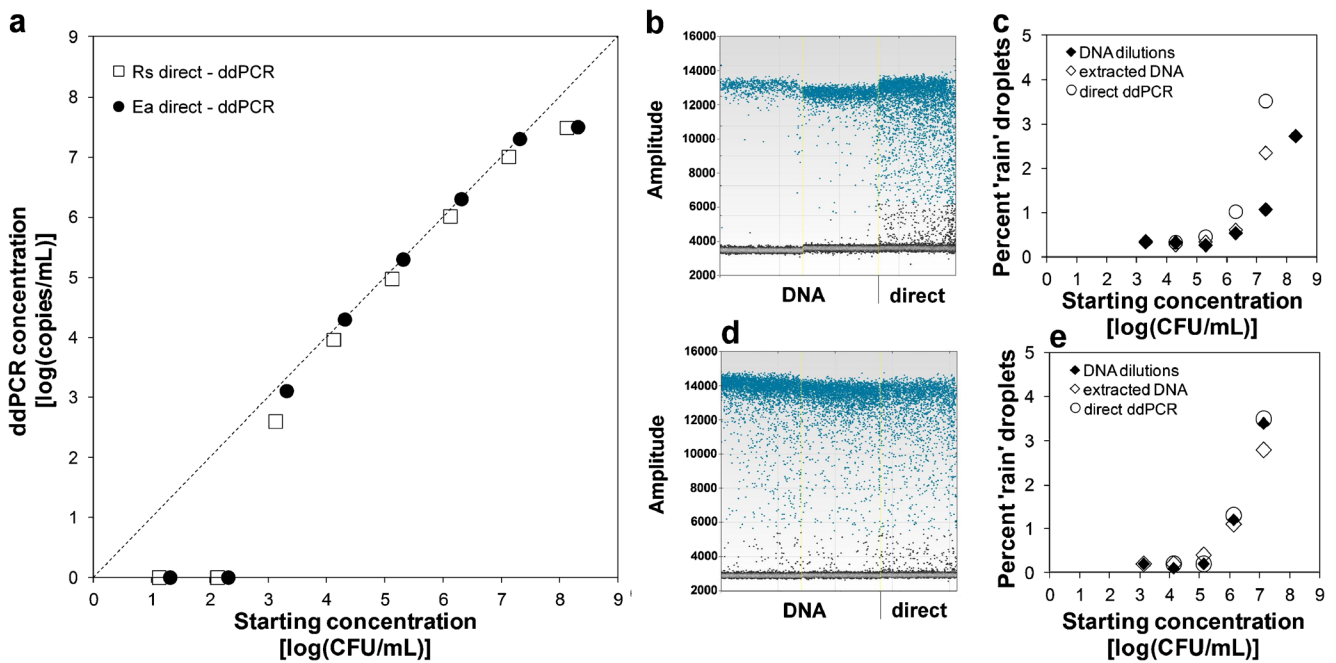 a
9
8
7
6
5
4
3
2
1
0
0 1 2 3 4 5 6 7 8 9
ddPCR concentration
[log(copies/mL)]
Starting concentration
[log(CFU/mL)]
Rs direct - ddPCR
Ea direct - ddPCR
b
16000
14000
12000
10000
8000
6000
4000
2000
Amplitude
DNA direct
c
5
4
3
2
1
0
0 1 2 3 4 5 6 7 8 9
Percent 'rain' droplets
DNA dilutions
extracted DNA
direct ddPCR
Starting concentration
[log(CFU/mL)]
d
16000
14000
12000
10000
8000
6000
4000
2000
Amplitude
DNA direct
e
5
4
3
2
1
0
0 1 2 3 4 5 6 7 8 9
Percent 'rain' droplets
DNA dilutions
extracted DNA
direct ddPCR
Starting concentration
[log(CFU/mL)]